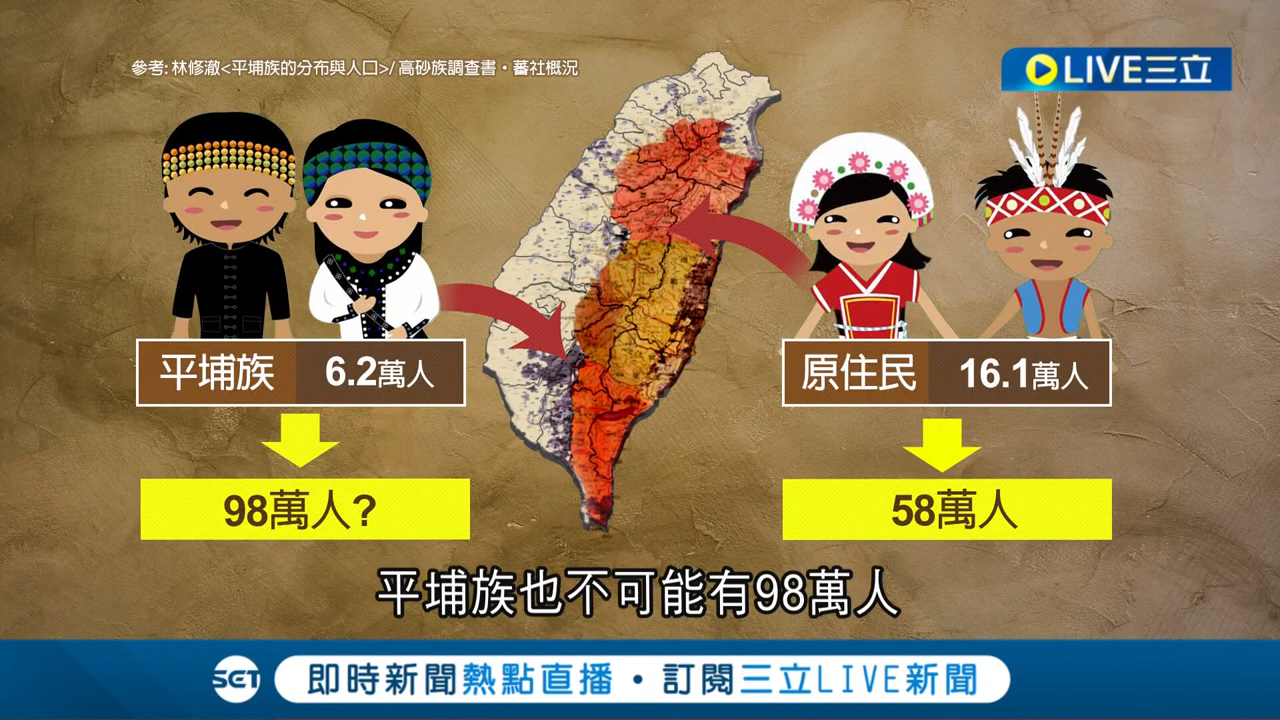 參考: 林修澈<平埔族的分布與人口>/ 高砂族調查書・蕃社概況
LIVE三立
平埔族 6.2萬人
原住民 16.1萬人
98萬人?
58萬人
平埔族也不可能有98萬人
SET 即時新聞熱點直播・訂閱三立LIVE新聞